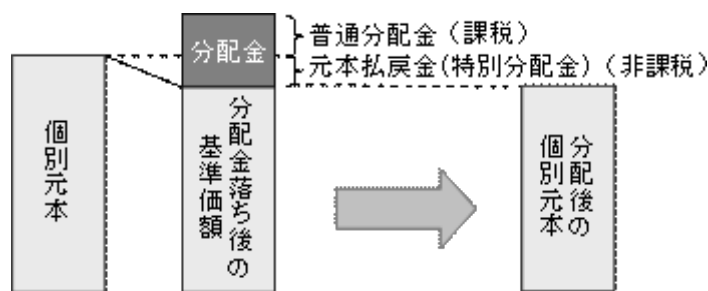 分配金
普通分配金（課税）
元本払戻金(特別分配金)（非課税）
個別元本
分配金落ち後の
基準価額
分配後の
個別元本